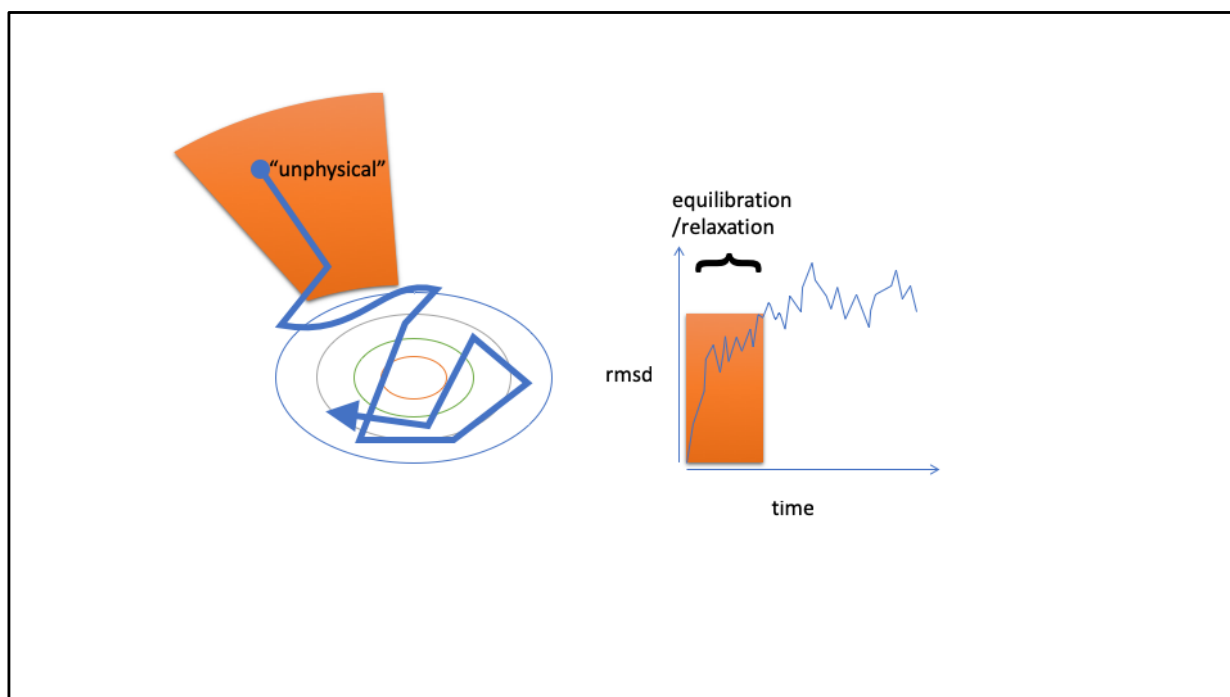 “unphysical”
equilibration
/relaxation
rmsd
time